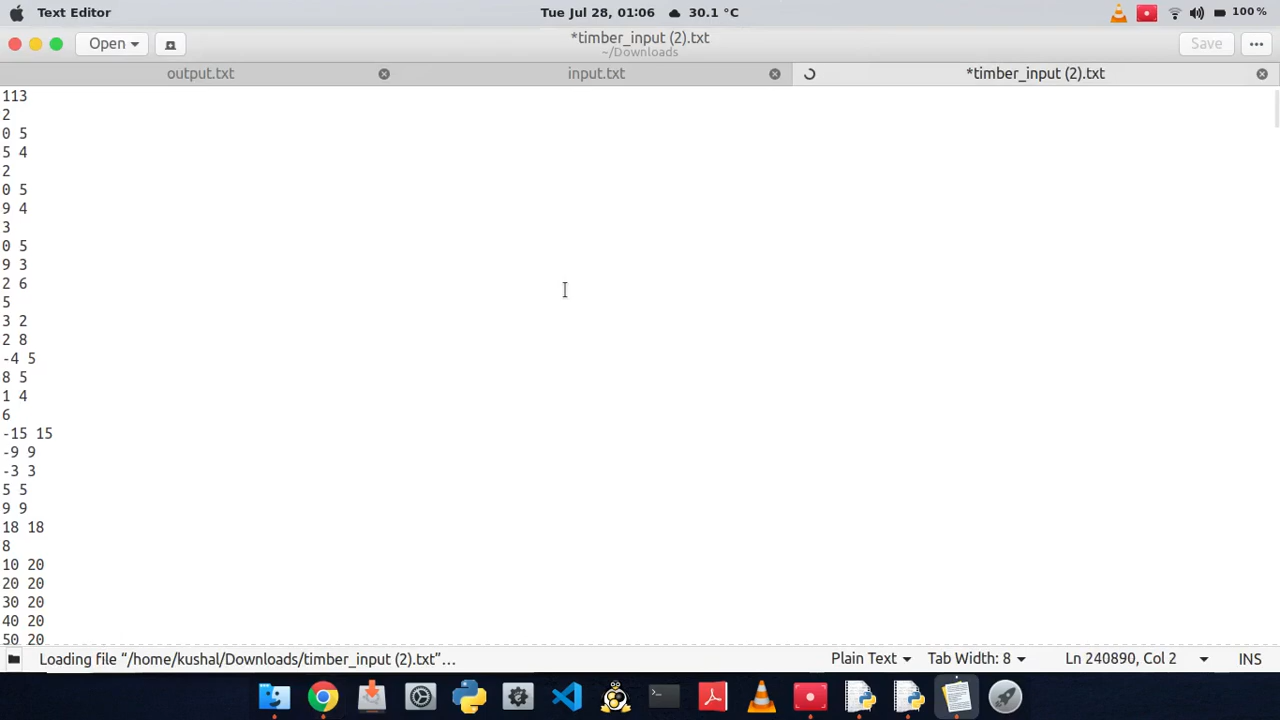 Text Editor
Tue Jul 28, 01:06 30.1 °C
100 %
Open
*timber_input (2).txt
~/Downloads
Save
output.txt
input.txt
*timber_input (2).txt
113
2
0 5
5 4
2
0 5
9 4
3
0 5
9 3
2 6
5
3 2
2 8
-4 5
8 5
1 4
6
-15 15
-9 9
-3 3
5 5
9 9
18 18
8
10 20
20 20
30 20
40 20
50 20
Loading file “/home/kushal/Downloads/timber_input (2).txt”…
Plain Text
Tab Width: 8
Ln 240890, Col 2
INS